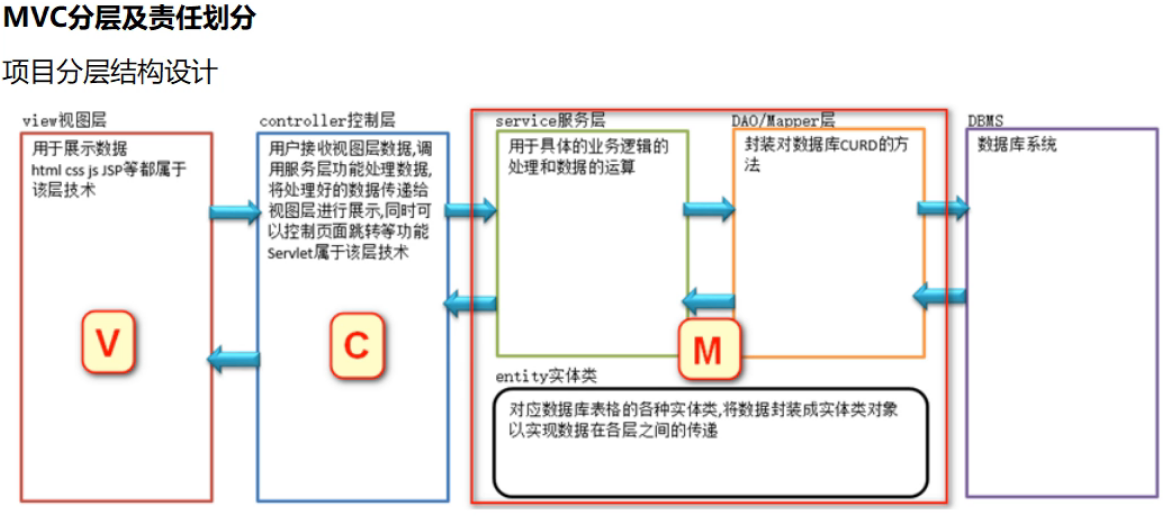 MVC分层及责任划分
项目分层结构设计
view视图层
用于展示数据
html css js JSP等都属于
该层技术
V
controller控制层
用户接收视图层数据,调
用服务层功能处理数据,
将处理好的数据传递给
视图层进行展示,同时可
以控制页面跳转等功能
Servlet属于该层技术
C
service服务层
用于具体的业务逻辑的
处理和数据的运算
DAO/Mapper层
封装对数据库CURD的方
法
M
entity实体类
对应数据库表格的各种实体类,将数据封装成实体类对象
以实现数据在各层之间的传递
DBMS
数据库系统